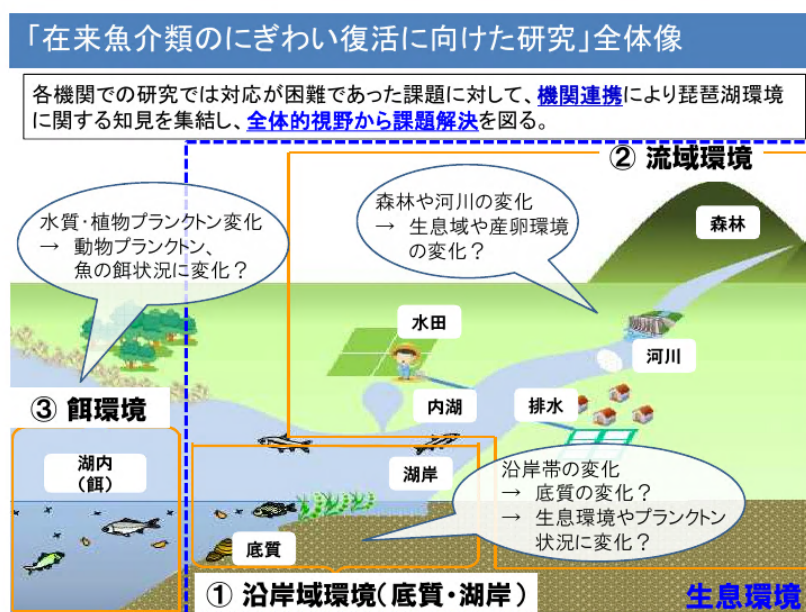 「在来魚介類のにぎわい復活に向けた研究」全体像
各機関での研究では対応が困難であった課題に対して、機関連携により琵琶湖環境
に関する知見を集結し、全体的視野から課題解決を図る。
② 流域環境
水質・植物プランクトン変化
→ 動物プランクトン、
魚の餌状況に変化？
森林や河川の変化
→ 生息域や産卵環境
の変化？
森林
水田
河川
③ 餌環境
内湖
排水
湖内
（餌）
湖岸
沿岸帯の変化
→ 底質の変化？
→ 生息環境やプランクトン
状況に変化？
底質
① 沿岸域環境（底質・湖岸）
生息環境